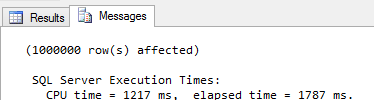 Results Messages
(1000000 row(s) affected)
SQL Server Execution Times:
CPU time = 1217 ms, elapsed time = 1787 ms.